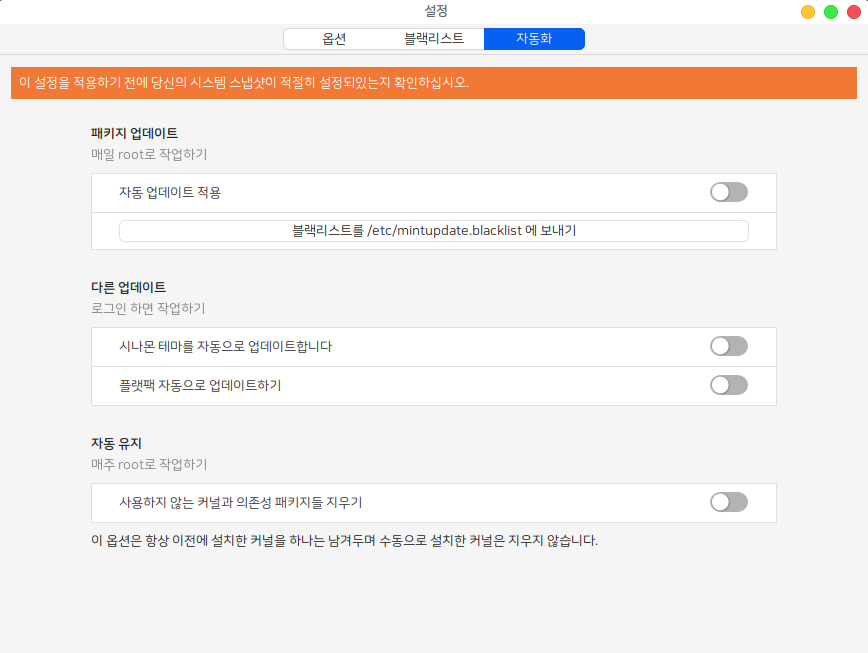 설정
옵션
블랙리스트
자동화
이 설정을 적용하기 전에 당신의 시스템 스냅샷이 적절히 설정되있는지 확인하십시오.
패키지 업데이트
매일 root로 작업하기
자동 업데이트 적용
블랙리스트를 /etc/mintupdate.blacklist 에 보내기
다른 업데이트
로그인 하면 작업하기
시나몬 테마를 자동으로 업데이트합니다
플랫팩 자동으로 업데이트하기
자동 유지
매주 root로 작업하기
사용하지 않는 커널과 의존성 패키지들 지우기
이 옵션은 항상 이전에 설치한 커널을 하나는 남겨두며 수동으로 설치한 커널은 지우지 않습니다.